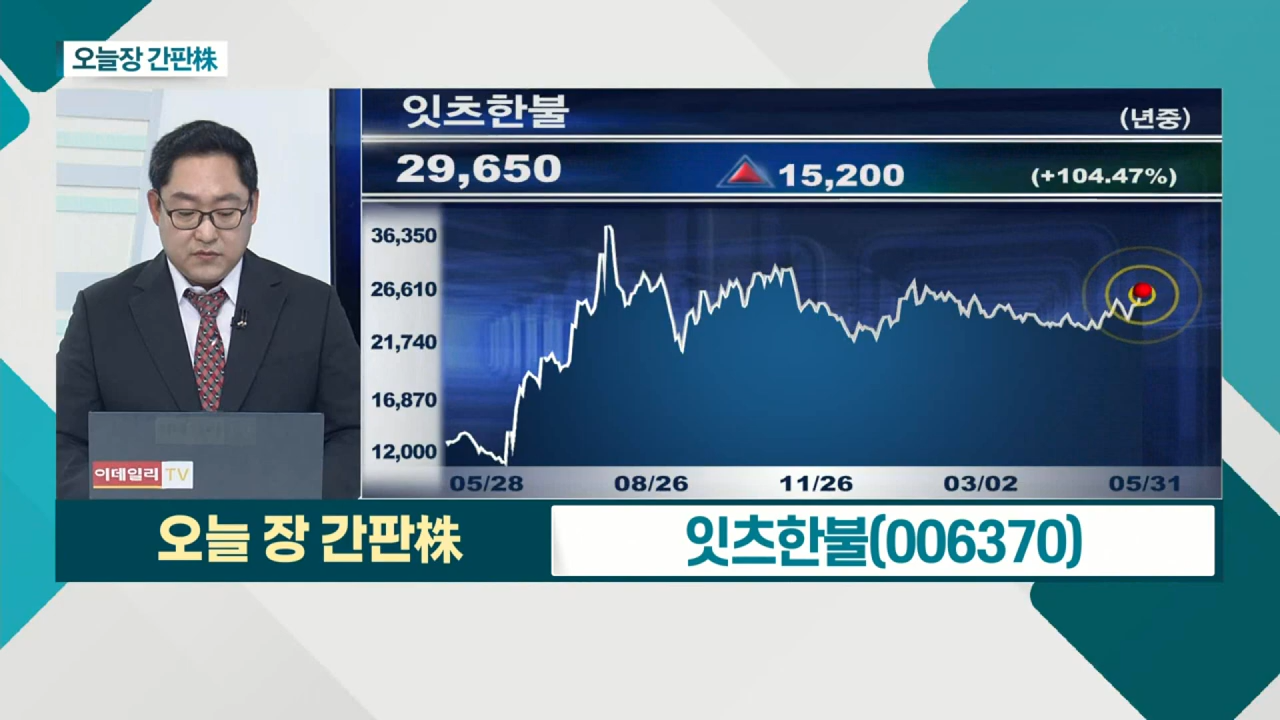 오늘장 간판株
잇츠한불
(년중)
29,650
15,200
(+104.47%)
36,350
26,610
21,740
16,870
12,000
05/28
08/26
11/26
03/02
05/31
이데일리 TV
오늘 장 간판株
잇츠한불(006370)